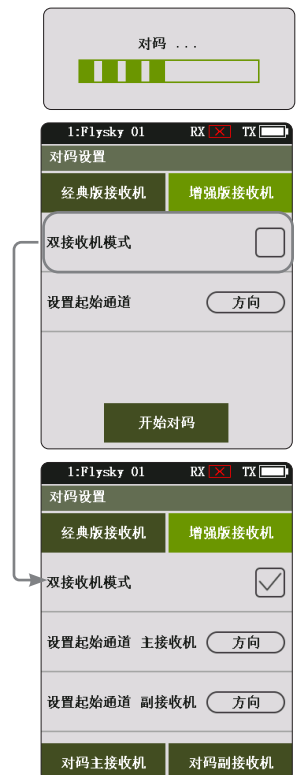 对码 ...
1:Flysky 01 RX TX
对码设置
经典版接收机 增强版接收机
双接收机模式
设置起始通道 方向
开始对码
1:Flysky 01 RX TX
对码设置
经典版接收机 增强版接收机
双接收机模式
设置起始通道 主接收机 方向
设置起始通道 副接收机 方向
对码主接收机 对码副接收机